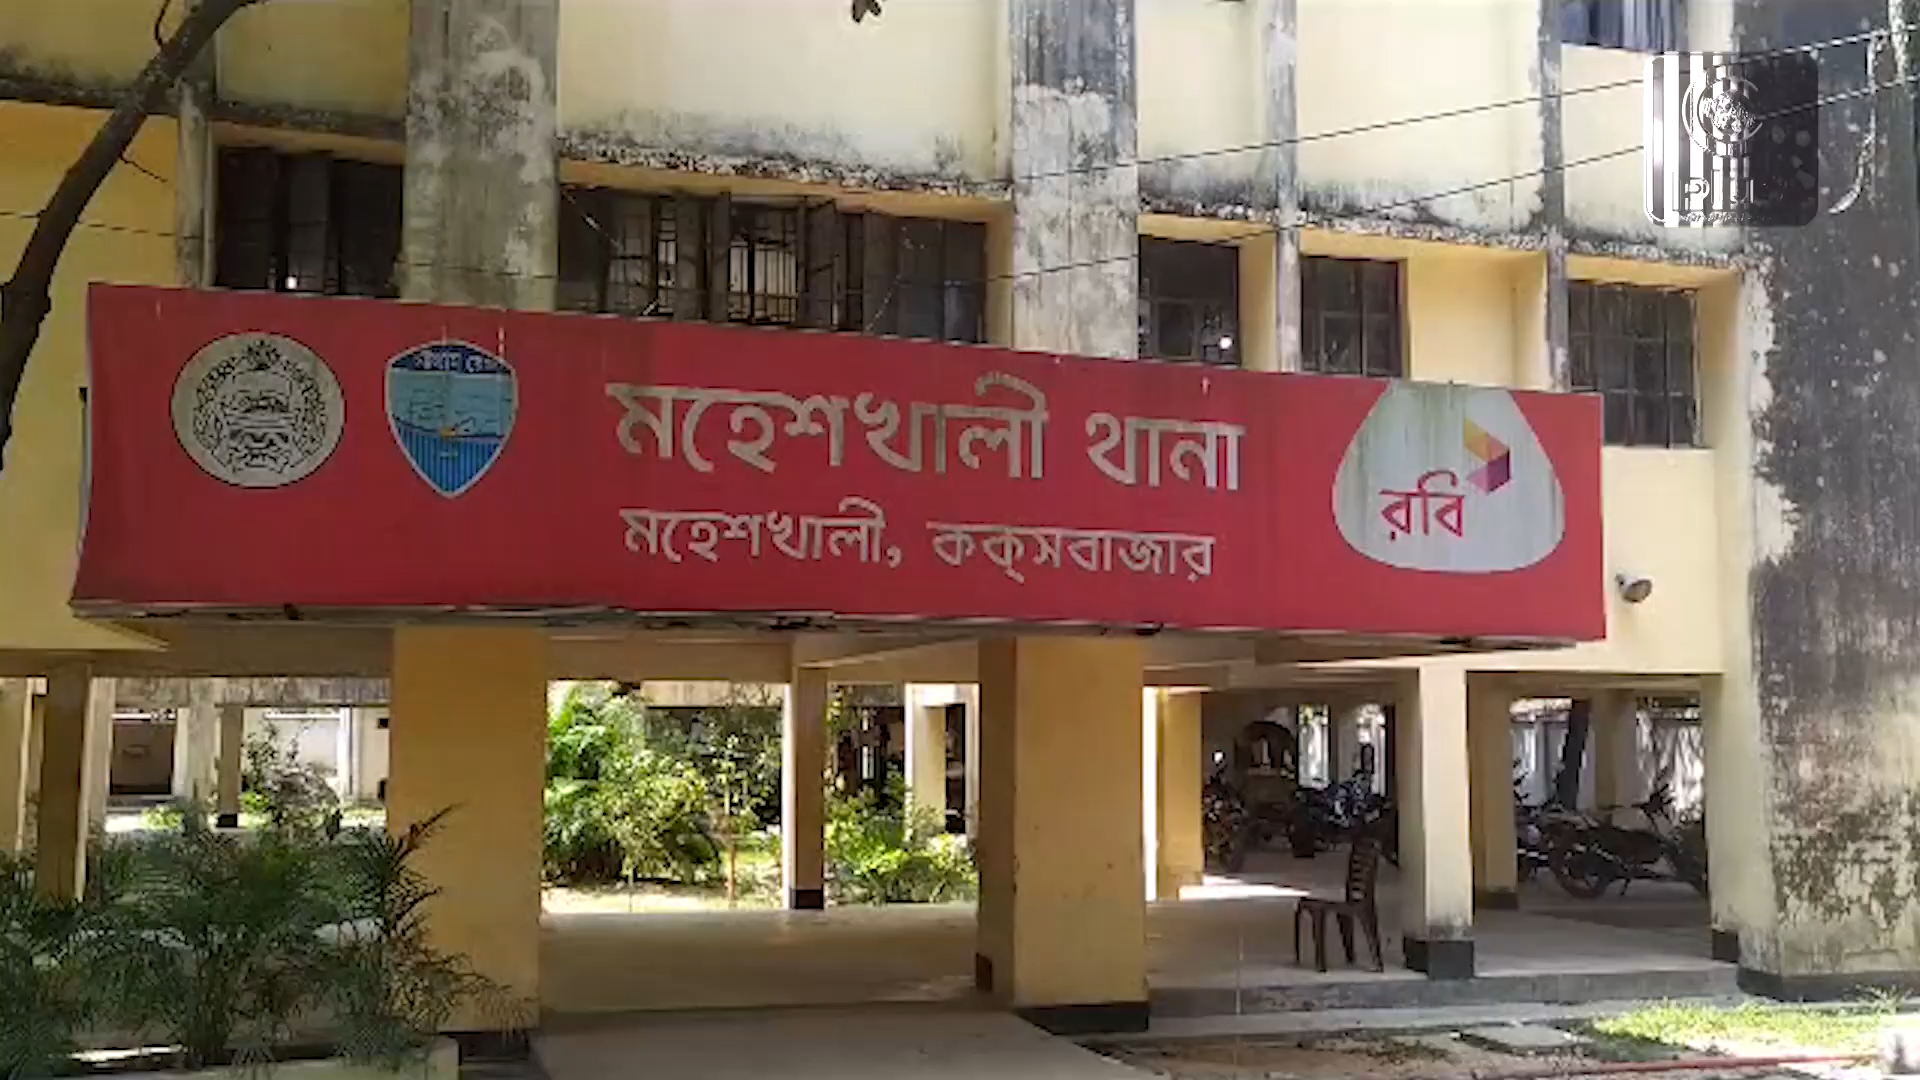 মহেশখালী থানা
মহেশখালী, কক্সবাজার
রবি